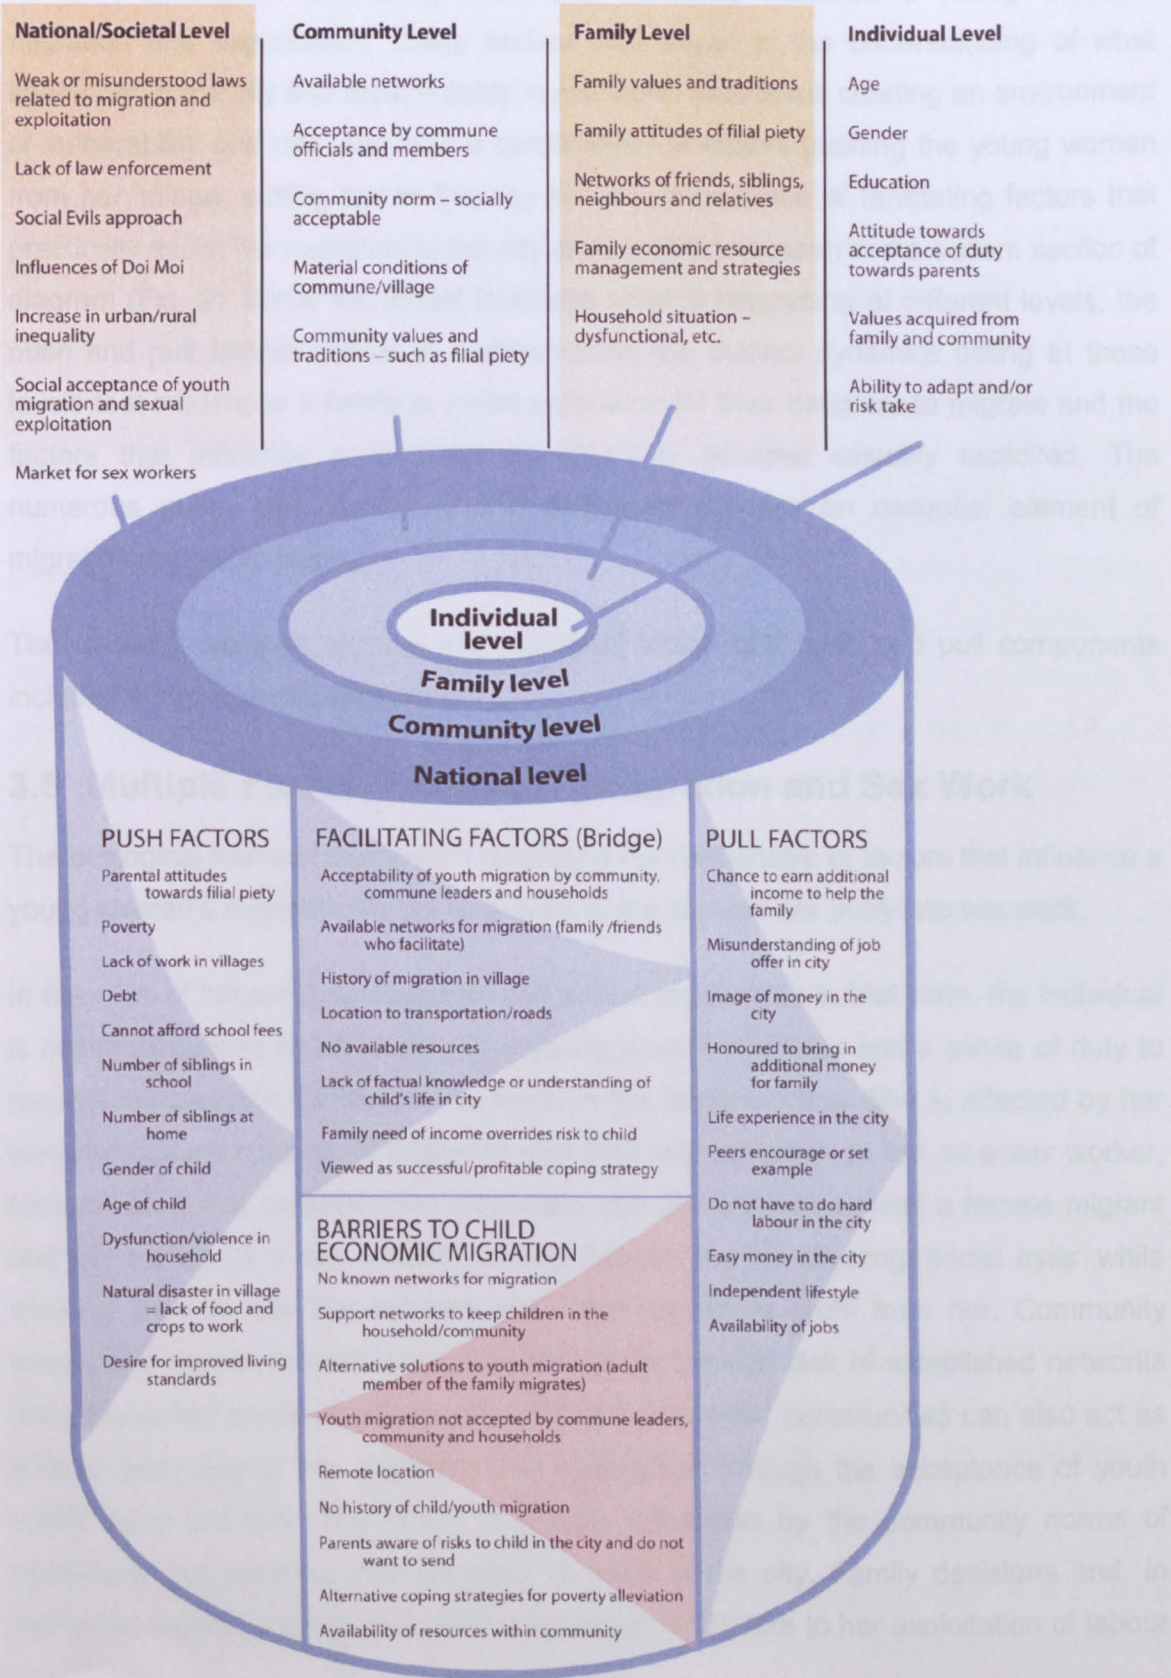 National/Societal Level
Weak or misunderstood laws
related to migration and
exploitation
Lack of law enforcement
Social Evils approach
Influences of Doi Moi
Increase in urban/rural
inequality
Social acceptance of youth
migration and sexual
exploitation
Market for sex workers
Community Level
Available networks
Acceptance by commune
officials and members
Community norm – socially
acceptable
Material conditions of
commune/village
Community values and
traditions – such as filial piety
Family Level
Family values and traditions
Family attitudes of filial piety
Networks of friends, siblings,
neighbours and relatives
Family economic resource
management and strategies
Household situation –
dysfunctional, etc.
Individual Level
Age
Gender
Education
Attitude towards
acceptance of duty
towards parents
Values acquired from
family and community
Ability to adapt and/or
risk take
Individual
level
Family level
Community level
National level
PUSH FACTORS
Parental attitudes
towards filial piety
Poverty
Lack of work in villages
Debt
Cannot afford school fees
Number of siblings in
school
Number of siblings at
home
Gender of child
Age of child
Dysfunction/violence in
household
Natural disaster in village
= lack of food and
crops to work
Desire for improved living
standards
FACILITATING FACTORS (Bridge)
Acceptability of youth migration by community,
commune leaders and households
Available networks for migration (family /friends
who facilitate)
History of migration in village
Location to transportation/roads
No available resources
Lack of factual knowledge or understanding of
child's life in city
Family need of income overrides risk to child
Viewed as successful/profitable coping strategy
BARRIERS TO CHILD
ECONOMIC MIGRATION
No known networks for migration
Support networks to keep children in the
household/community
Alternative solutions to youth migration (adult
member of the family migrates)
Youth migration not accepted by commune leaders,
community and households
Remote location
No history of child/youth migration
Parents aware of risks to child in the city and do not
want to send
Alternative coping strategies for poverty alleviation
Availability of resources within community
PULL FACTORS
Chance to earn additional
income to help the
family
Misunderstanding of job
offer in city
Image of money in the
city
Honoured to bring in
additional money
for family
Life experience in the city
Peers encourage or set
example
Do not have to do hard
labour in the city
Easy money in the city
Independent lifestyle
Availability of jobs